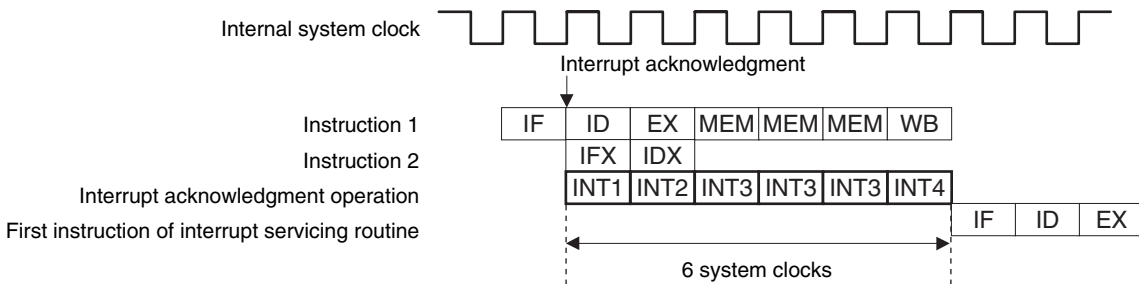 Internal system clock
Interrupt acknowledgment
Instruction 1 IF ID EX MEM MEM MEM WB
Instruction 2 IFX IDX
Interrupt acknowledgment operation INT1 INT2 INT3 INT3 INT3 INT4
First instruction of interrupt servicing routine IF ID EX
6 system clocks